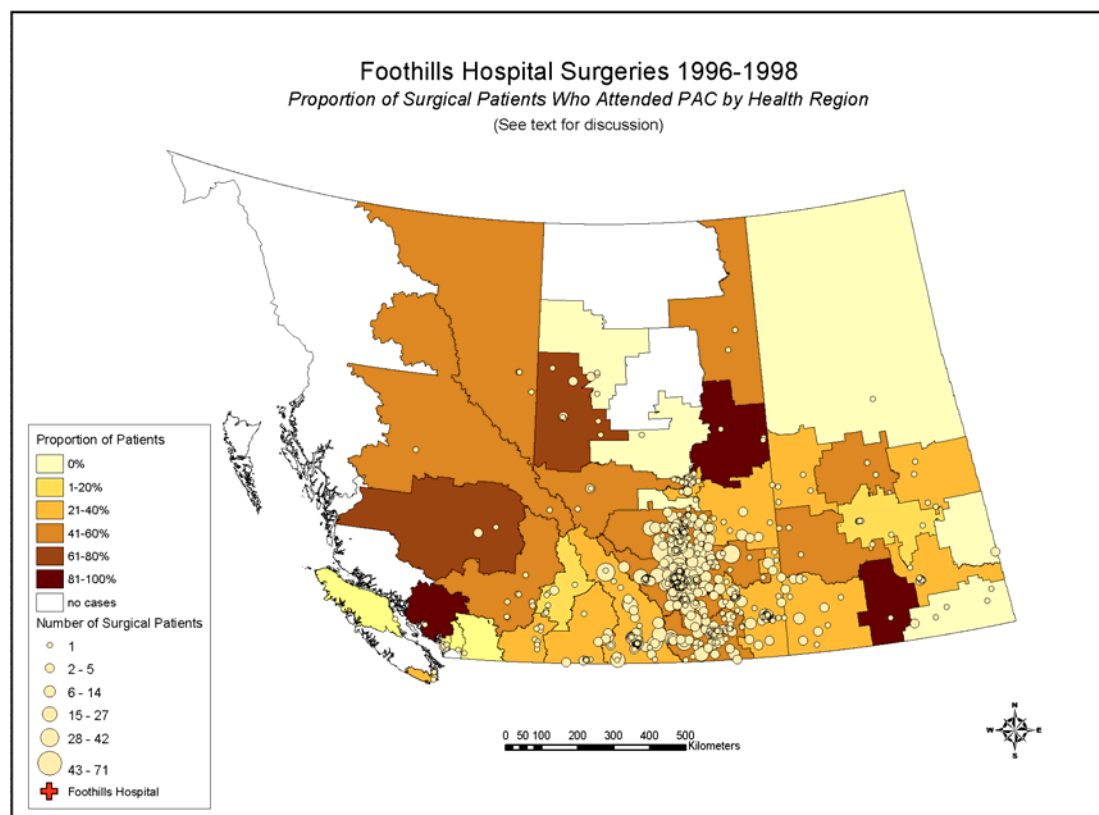 Foothills Hospital Surgeries 1996-1998
Proportion of Surgical Patients Who Attended PAC by Health Region
(See text for discussion)
Proportion of Patients
0%
1-20%
21-40%
41-60%
61-80%
81-100%
no cases
Number of Surgical Patients
1
2 - 5
6 - 14
15 - 27
28 - 42
43 - 71
Foothills Hospital
0 50 100 200 300 400 500
Kilometers
N
W E
S